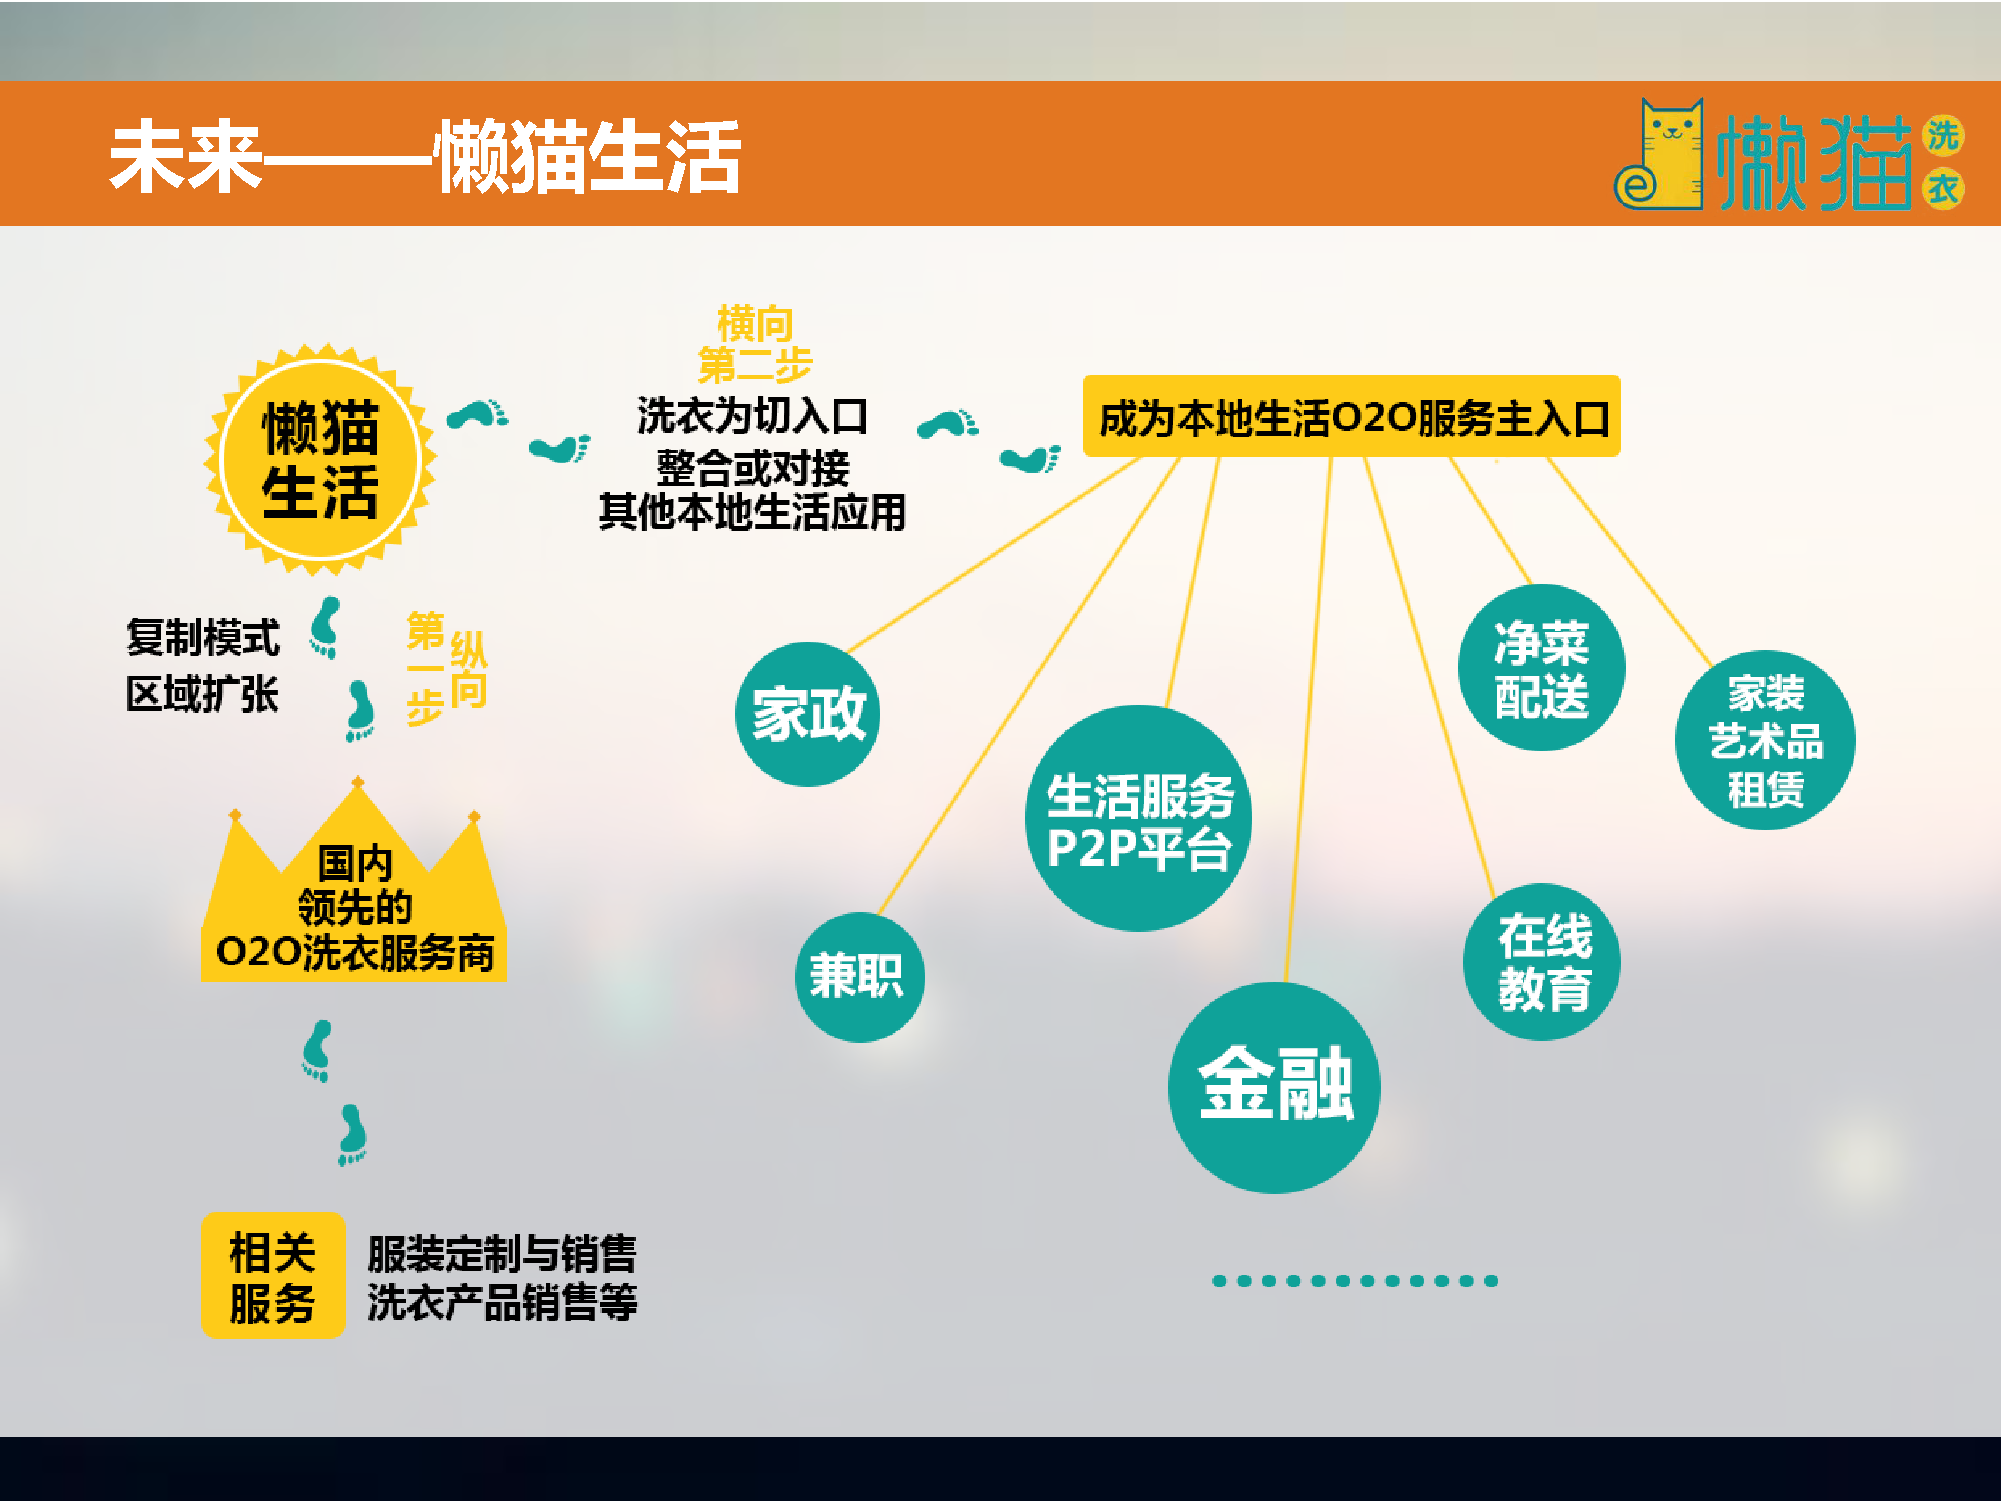 未来——懒猫生活
懒猫
洗
衣
懒猫
生活
横向
第二步
洗衣为切入口
整合或对接
其他本地生活应用
成为本地生活O2O服务主入口
复制模式
区域扩张
第一步
纵向
国内
领先的
O2O洗衣服务商
相关
服务
服装定制与销售
洗衣产品销售等
家政
兼职
生活服务
P2P平台
金融
净菜
配送
在线
教育
家装
艺术品
租赁